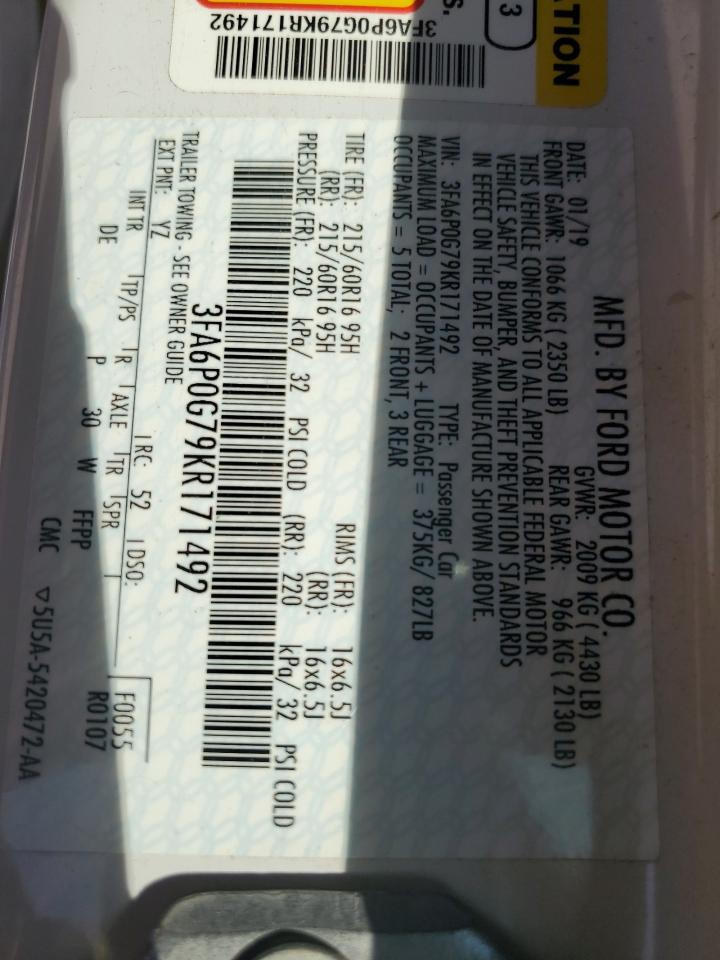 ATION
3
S.
3FA6P0G79KR171492
MFD. BY FORD MOTOR CO.
DATE: 01/19 GVWR: 2009 KG ( 4430 LB)
FRONT GAWR: 1066 KG ( 2350 LB) REAR GAWR: 966 KG ( 2130 LB)
THIS VEHICLE CONFORMS TO ALL APPLICABLE FEDERAL MOTOR
VEHICLE SAFETY, BUMPER, AND THEFT PREVENTION STANDARDS
IN EFFECT ON THE DATE OF MANUFACTURE SHOWN ABOVE.
VIN: 3FA6P0G79KR171492 TYPE: Passenger Car
MAXIMUM LOAD = OCCUPANTS + LUGGAGE = 375KG/ 827LB
OCCUPANTS = 5 TOTAL; 2 FRONT, 3 REAR
TIRE (FR): 215/60R16 95H RIMS (FR): 16x6.5J
(RR): 215/60R16 95H (RR): 16x6.5J
PRESSURE (FR): 220 kPa/ 32 PSI COLD (RR): 220 kPa/ 32 PSI COLD
3FA6P0G79KR171492
TRAILER TOWING - SEE OWNER GUIDE
EXT PNT: YZ RC: 52 DSO:
INT TR TP/PS R AXLE TR SPR F0055
DE P 30 W FFPP R0107
CMC ▽5U5A-5420472-AA